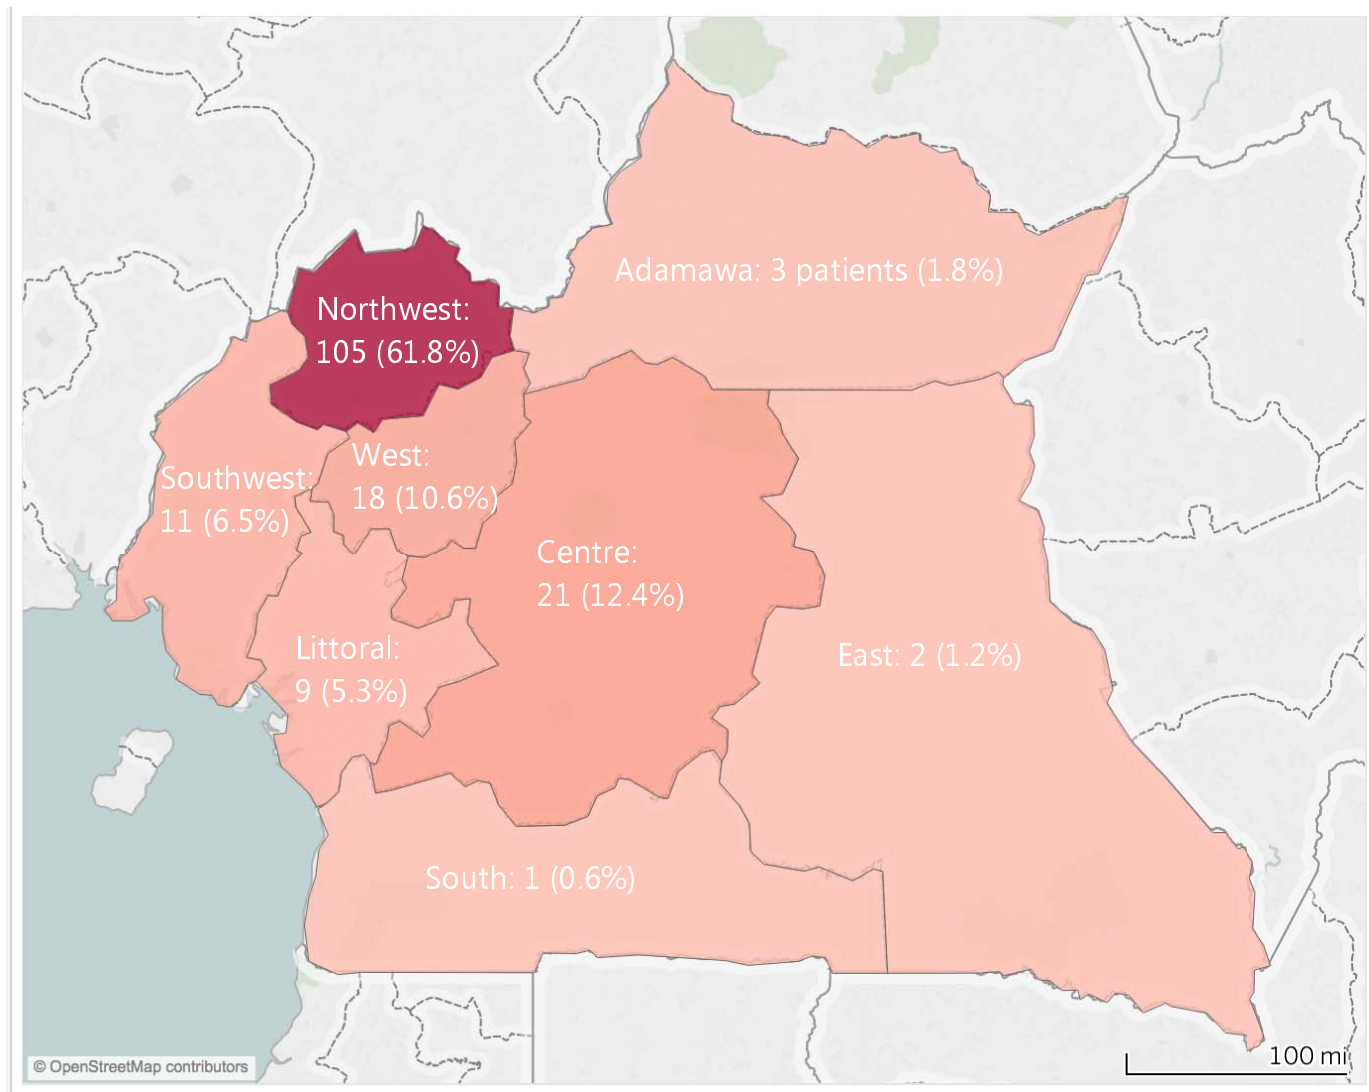 Adamawa: 3 patients (1.8%)
Northwest:
105 (61.8%)
West:
18 (10.6%)
Southwest:
11 (6.5%)
Centre:
21 (12.4%)
Littoral:
9 (5.3%)
East: 2 (1.2%)
South: 1 (0.6%)
100 mi
© OpenStreetMap contributors